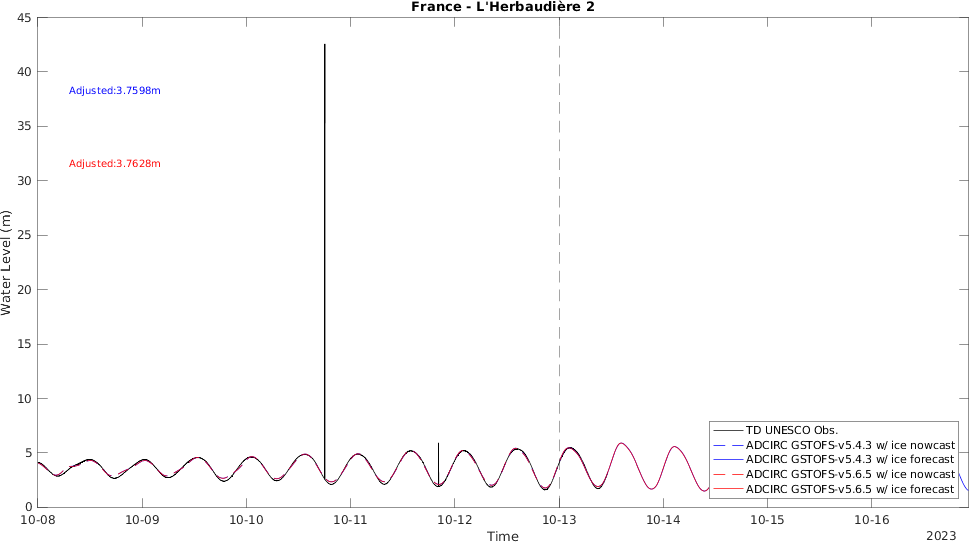 France - L'Herbaudière 2
45
40
35
30
25
20
15
10
5
0
Water Level (m)
Adjusted:3.7598m
Adjusted:3.7628m
TD UNESCO Obs.
ADCIRC GSTOFS-v5.4.3 w/ ice nowcast
ADCIRC GSTOFS-v5.4.3 w/ ice forecast
ADCIRC GSTOFS-v5.6.5 w/ ice nowcast
ADCIRC GSTOFS-v5.6.5 w/ ice forecast
10-08 10-09 10-10 10-11 10-12 10-13 10-14 10-15 10-16
Time
2023